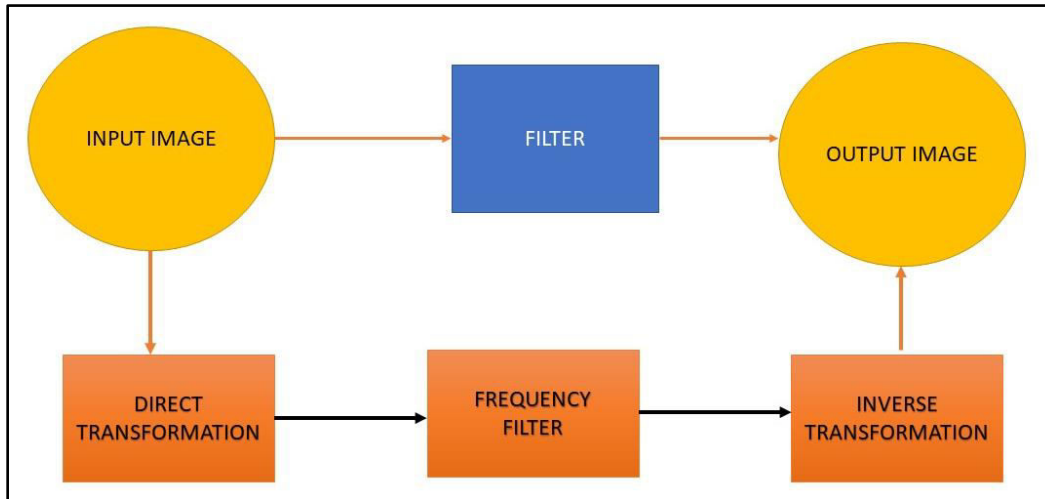 INPUT IMAGE
FILTER
OUTPUT IMAGE
DIRECT
TRANSFORMATION
FREQUENCY
FILTER
INVERSE
TRANSFORMATION